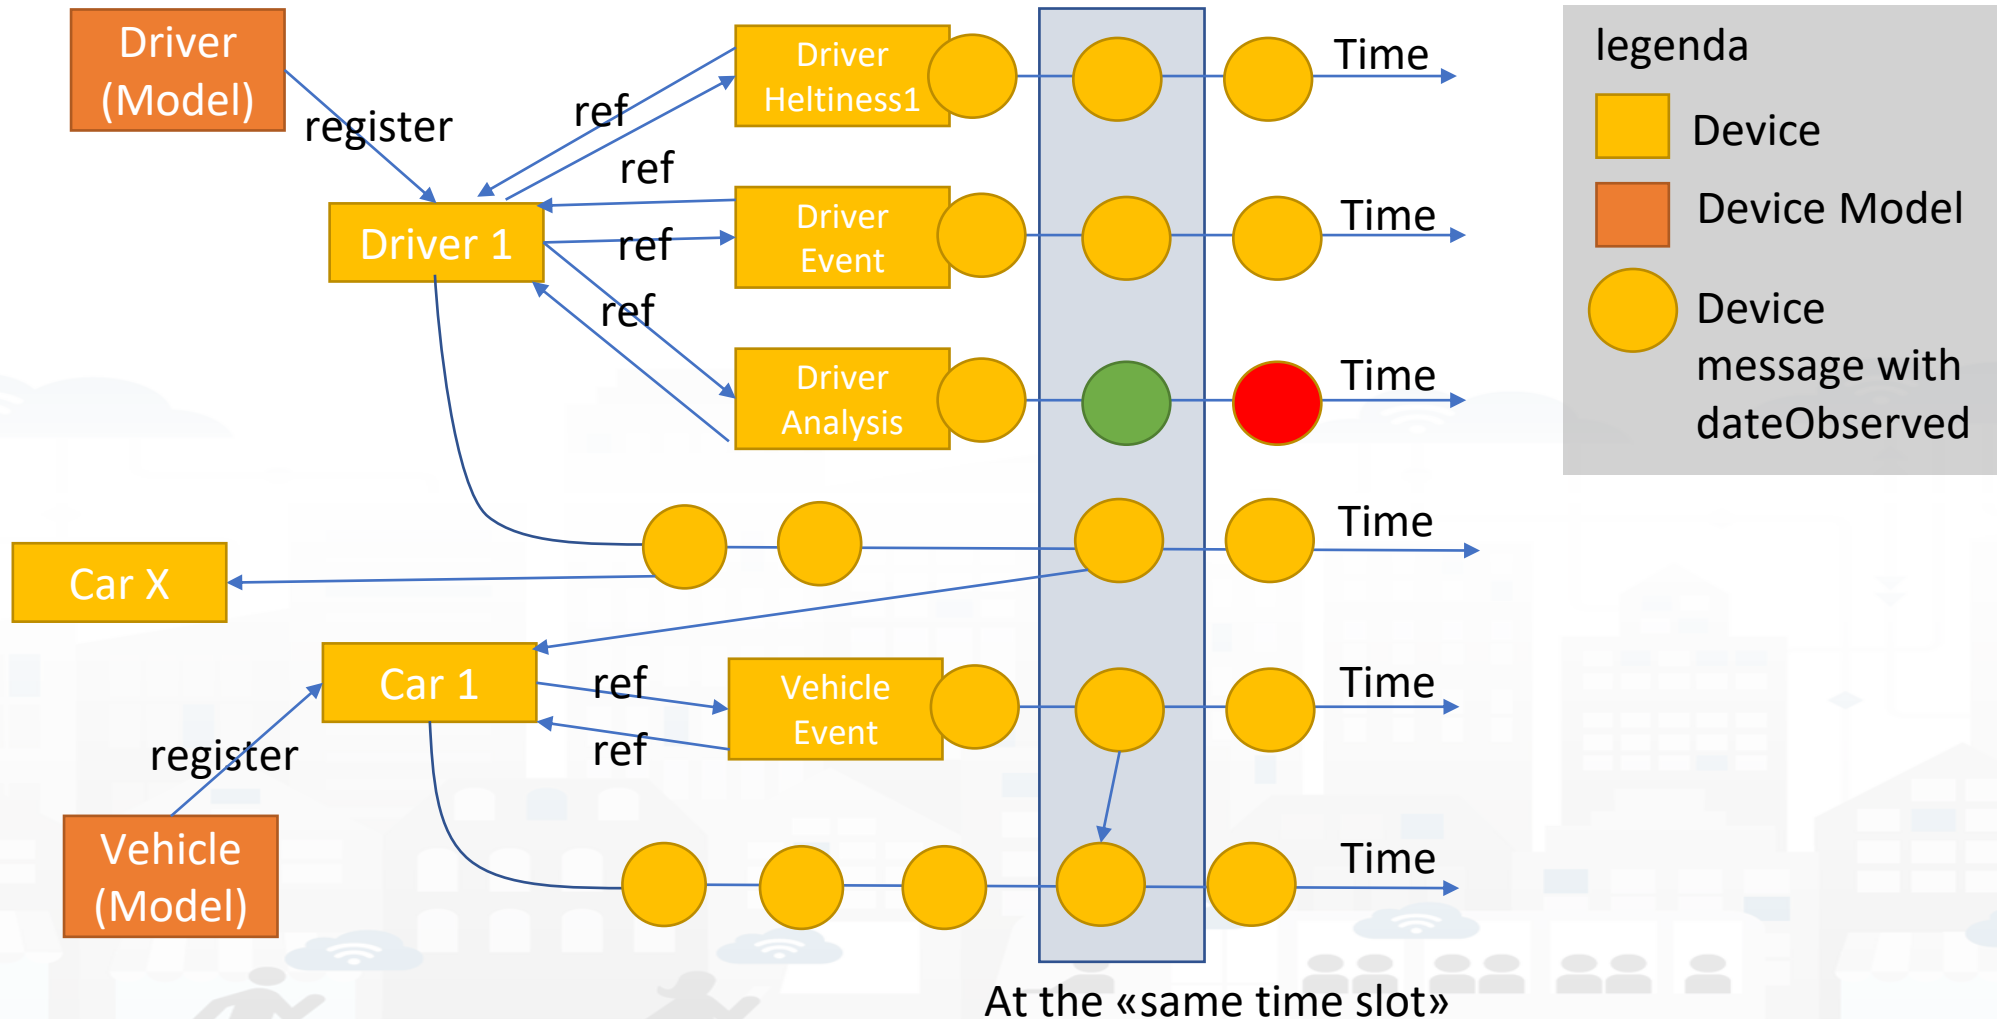 Driver
(Model)
register
ref
Driver
Heltiness1
Time
ref
Driver 1
Driver
Event
Time
ref
ref
Driver
Analysis
Time
Time
Car X
Car 1
ref
Vehicle
Event
Time
ref
register
Vehicle
(Model)
Time
At the «same time slot»
legenda
Device
Device Model
Device
message with
dateObserved